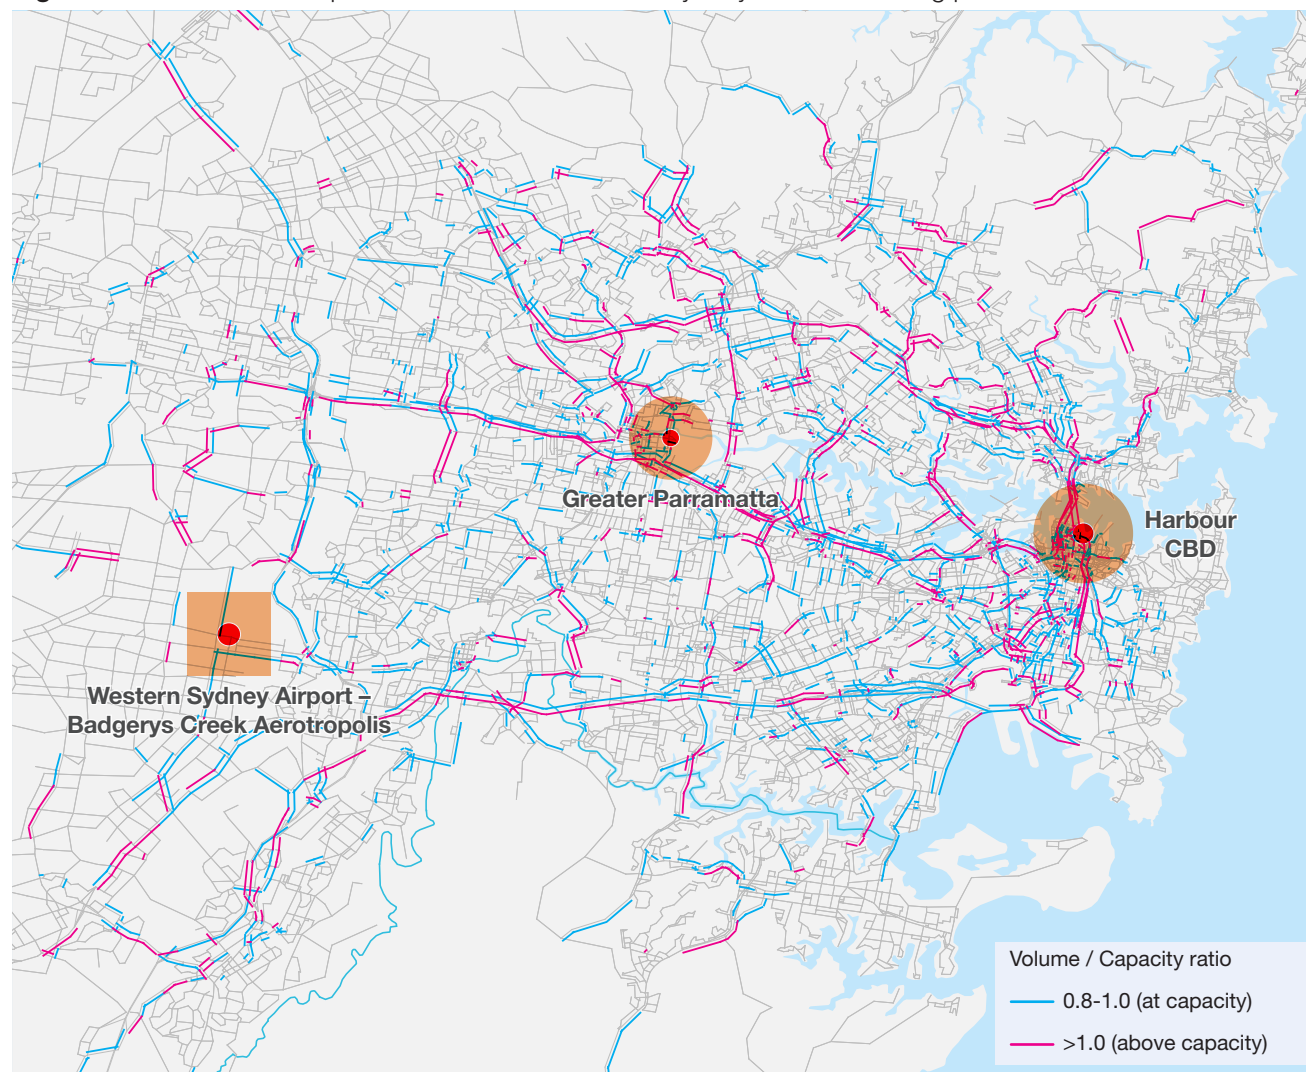 Greater Parramatta
Harbour
CBD
Western Sydney Airport –
Badgerys Creek Aerotropolis
Volume / Capacity ratio
0.8-1.0 (at capacity)
>1.0 (above capacity)